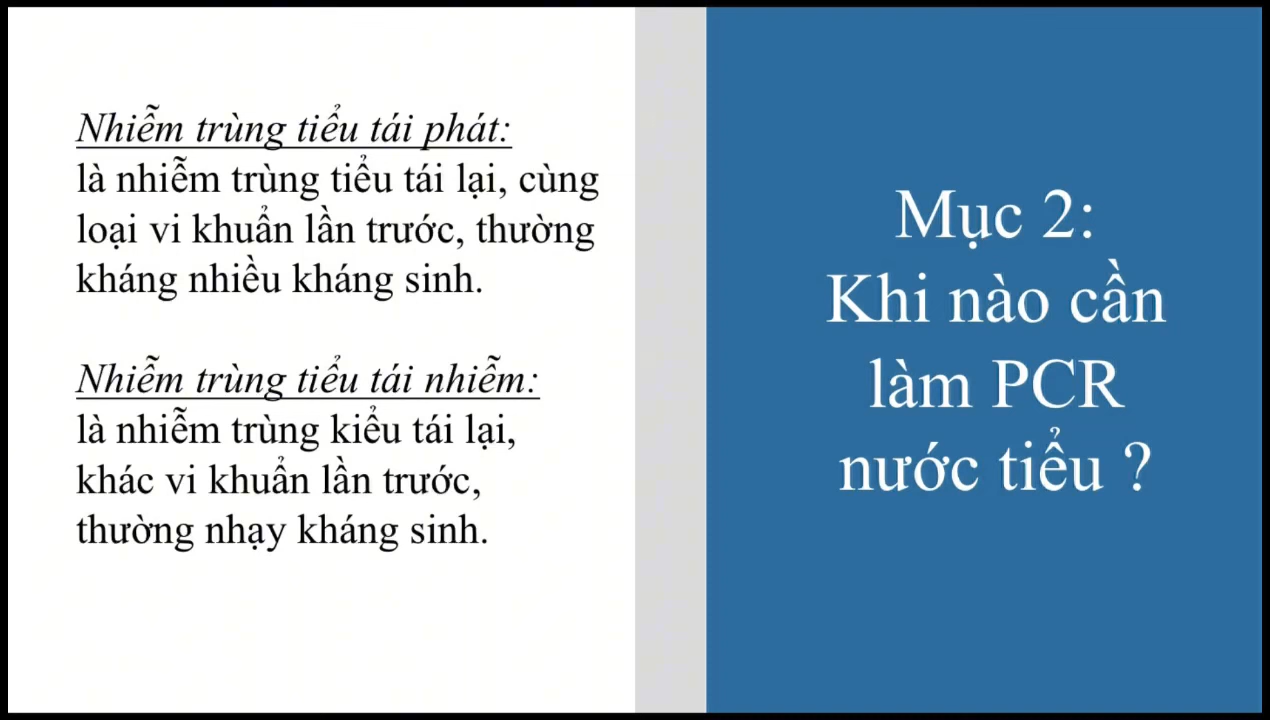 Nhiễm trùng tiểu tái phát:
là nhiễm trùng tiểu tái lại, cùng
loại vi khuẩn lần trước, thường
kháng nhiều kháng sinh.
Nhiễm trùng tiểu tái nhiễm:
là nhiễm trùng kiểu tái lại,
khác vi khuẩn lần trước,
thường nhạy kháng sinh.
Mục 2:
Khi nào cần
làm PCR
nước tiểu ?